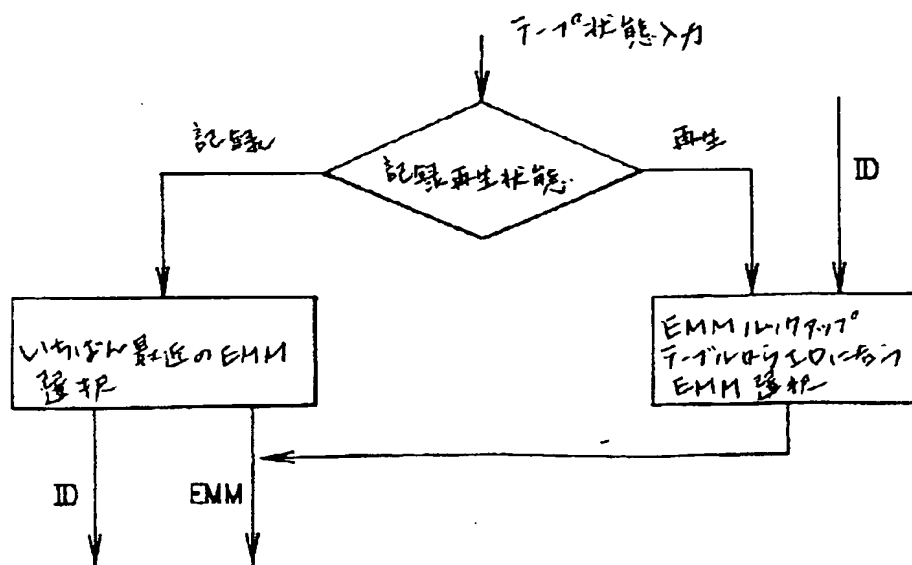 テープ状態入力
記録
再生
記録再生状態
ID
いちばん最近のEMM
選択
EMMルックアップ
テーブルからIDに合う
EMM選択
ID
EMM